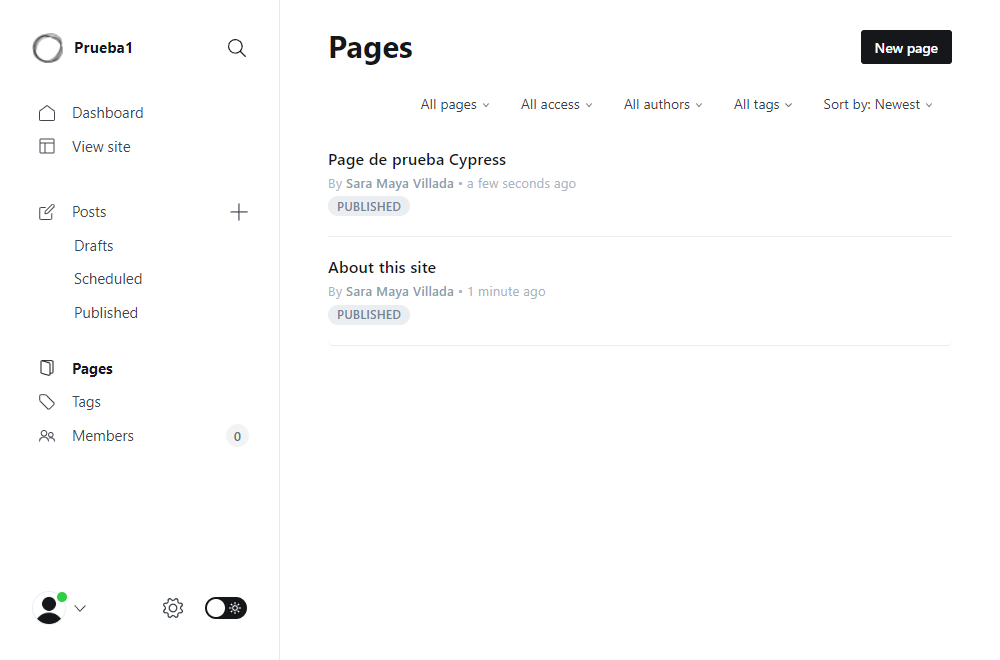 Prueba1
Dashboard
View site
Posts
Drafts
Scheduled
Published
Pages
Tags
Members
0
Pages
New page
All pages
All access
All authors
All tags
Sort by: Newest
Page de prueba Cypress
By Sara Maya Villada • a few seconds ago
PUBLISHED
About this site
By Sara Maya Villada • 1 minute ago
PUBLISHED